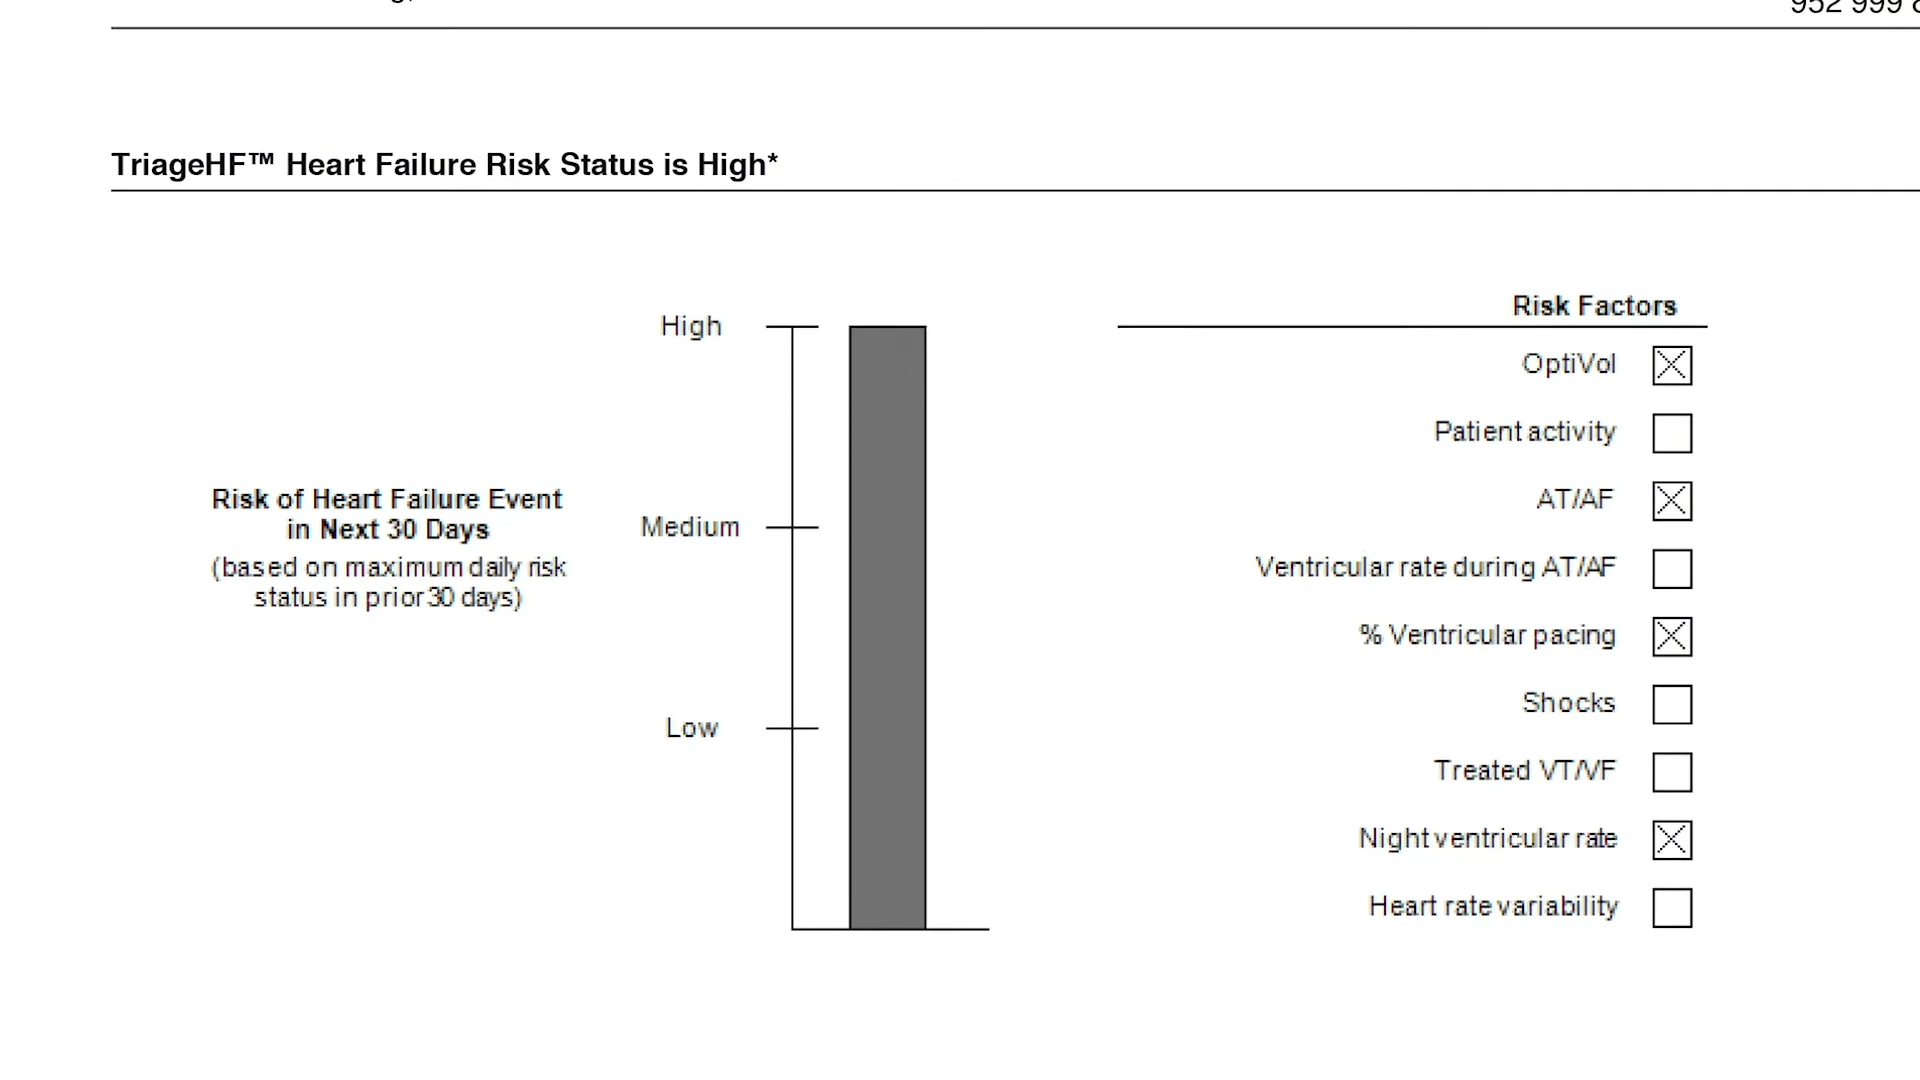 952 999
TriageHF™ Heart Failure Risk Status is High*
High
Medium
Low
Risk of Heart Failure Event
in Next 30 Days
(based on maximum daily risk
status in prior 30 days)
Risk Factors
OptiVol
Patient activity
AT/AF
Ventricular rate during AT/AF
% Ventricular pacing
Shocks
Treated VT/VF
Night ventricular rate
Heart rate variability